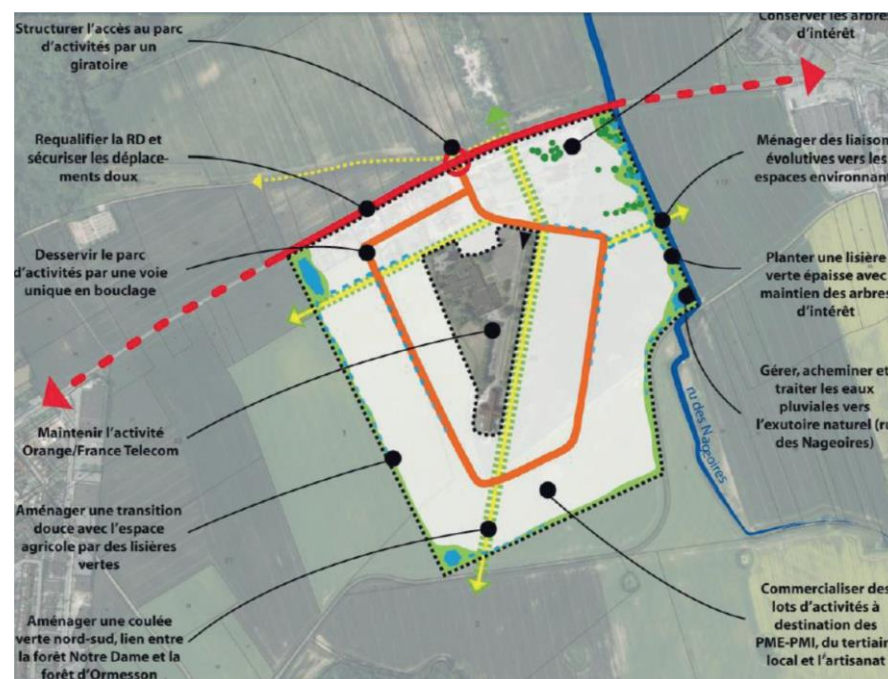 Structurer l'accès au parc
d'activités par un
giratoire
Requalifier la RD et
sécuriser les déplace-
ments doux
Desservir le parc
d'activités par une voie
unique en bouclage
Maintenir l'activité
Orange/France Telecom
Aménager une transition
douce avec l'espace
agricole par des lisières
vertes
Aménager une coulée
verte nord-sud, lien entre
la forêt Notre Dame et la
forêt d'Ormesson
Conserver les arbres
d'intérêt
Ménager des liaison
évolutives vers les
espaces environnant
Planter une lisière
verte épaisse avec
maintien des arbres
d'intérêt
Gérer, acheminer et
traiter les eaux
pluviales vers
l'exutoire naturel (ru
des Nageoires)
ru des Nageoires
Commercialiser des
lots d'activités à
destination des
PME-PMI, du tertiair
local et l'artisanat